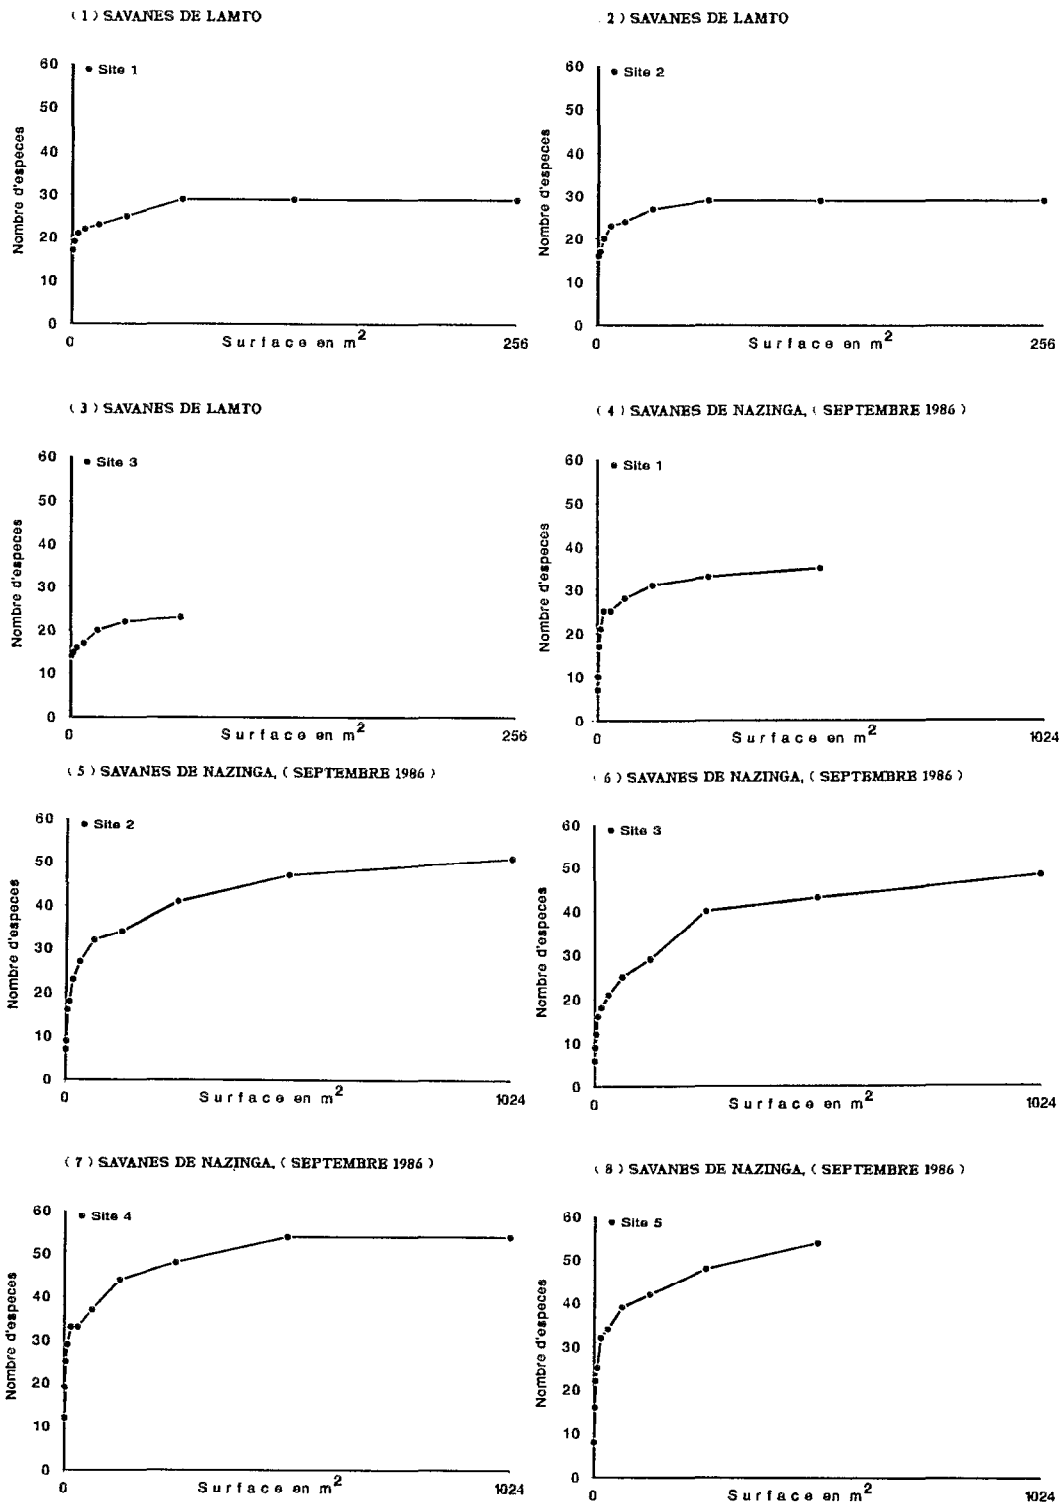 ( 1 ) SAVANES DE LAMTO
Site 1
Nombre d'especes
60
50
40
30
20
10
0
0
Surface en m2
256
2 ) SAVANES DE LAMTO
Site 2
Nombre d'especes
60
50
40
30
20
10
0
0
Surface en m2
256
( 3 ) SAVANES DE LAMTO
Site 3
Nombre d'especes
60
50
40
30
20
10
0
0
Surface en m2
256
( 4 ) SAVANES DE NAZINGA, ( SEPTEMBRE 1986 )
Site 1
Nombre d'especes
60
50
40
30
20
10
0
0
Surface en m2
1024
( 5 ) SAVANES DE NAZINGA, ( SEPTEMBRE 1986 )
Site 2
Nombre d'especes
60
50
40
30
20
10
0
0
Surface en m2
1024
( 6 ) SAVANES DE NAZINGA, ( SEPTEMBRE 1986 )
Site 3
Nombre d'especes
60
50
40
30
20
10
0
0
Surface en m2
1024
( 7 ) SAVANES DE NAZINGA, ( SEPTEMBRE 1986 )
Site 4
Nombre d'especes
60
50
40
30
20
10
0
0
Surface en m2
1024
( 8 ) SAVANES DE NAZINGA, ( SEPTEMBRE 1986 )
Site 5
Nombre d'especes
60
50
40
30
20
10
0
0
Surface en m2
1024